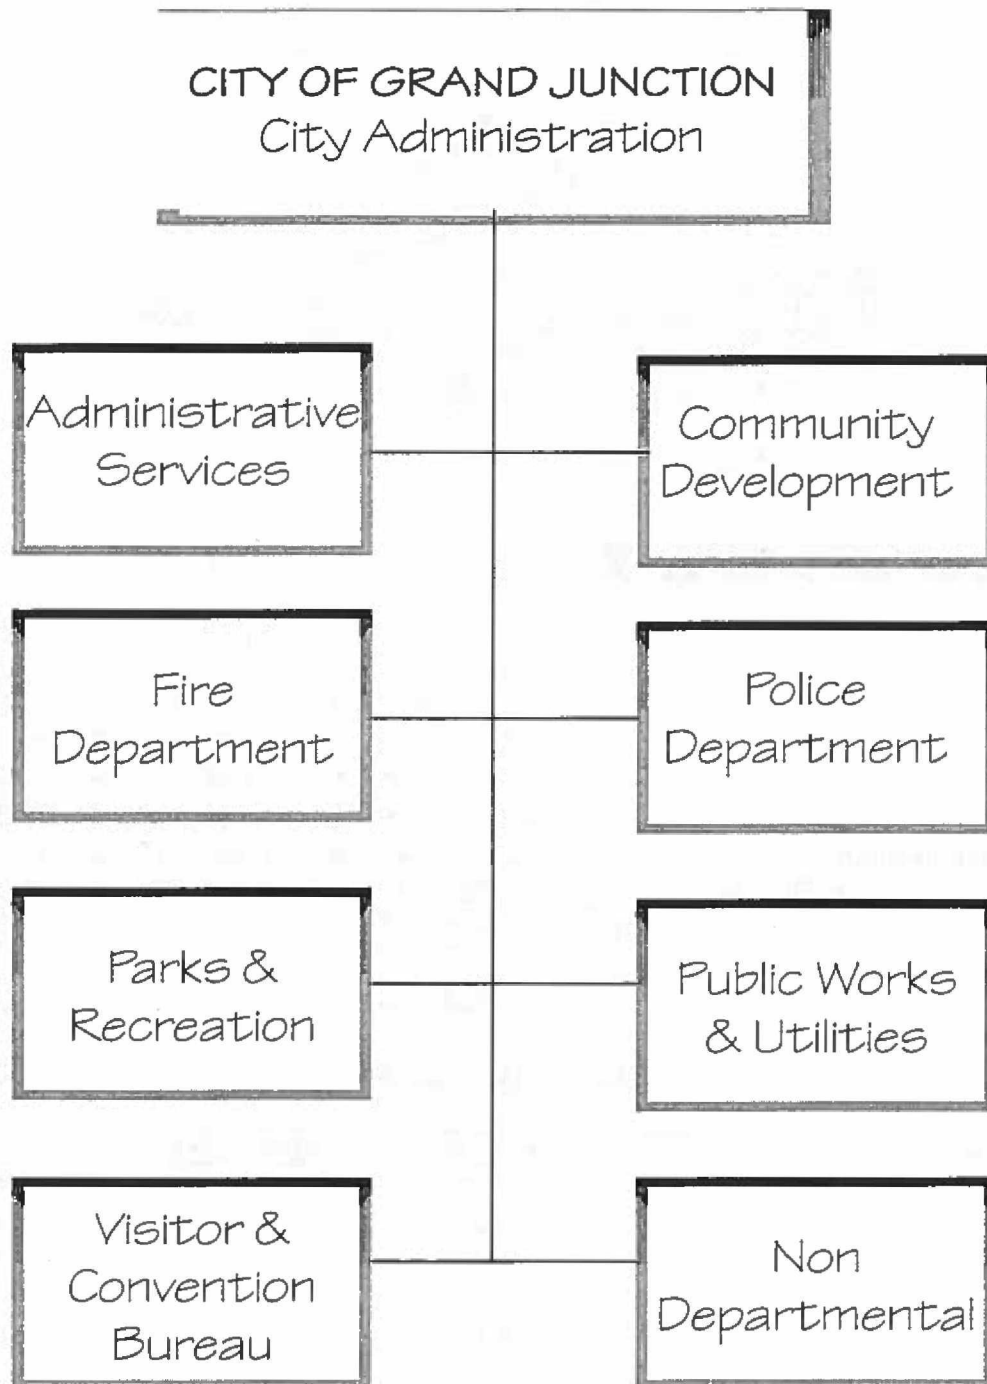 CITY OF GRAND JUNCTION
City Administration
Administrative
Services
Community
Development
Fire
Department
Police
Department
Parks &
Recreation
Public Works
& Utilities
Visitor &
Convention
Bureau
Non
Departmental